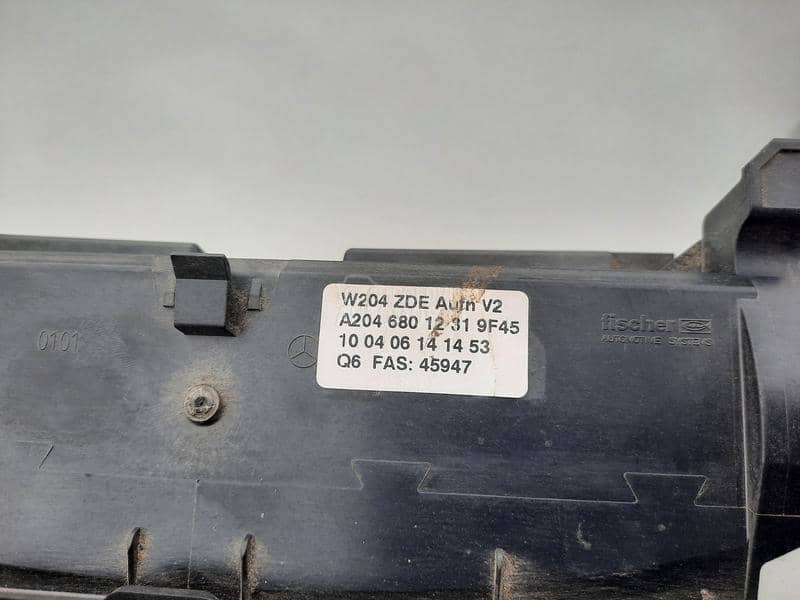 W204 ZDE Aufn V2
A204 680 12 31 9F45
10 04 06 14 14 53
Q6 FAS: 45947
0101
fischer
AUTOMOTIVE SYSTEMS